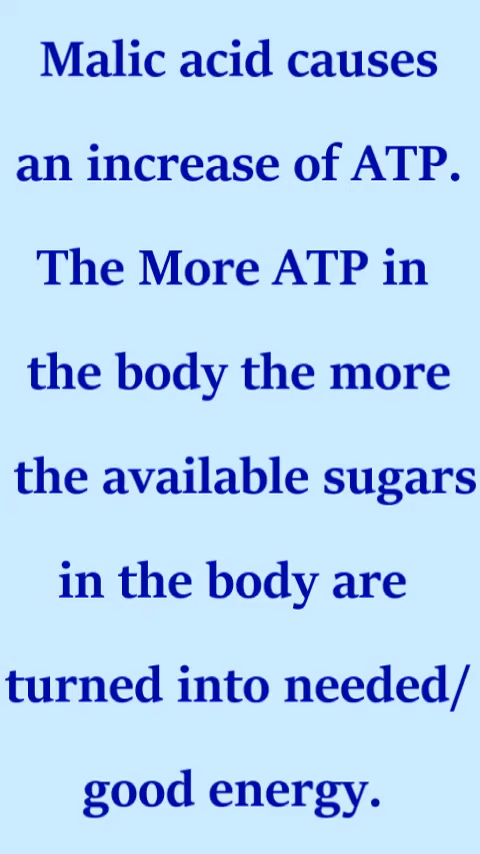 Malic acid causes
an increase of ATP.
The More ATP in
the body the more
the available sugars
in the body are
turned into needed/
good energy.